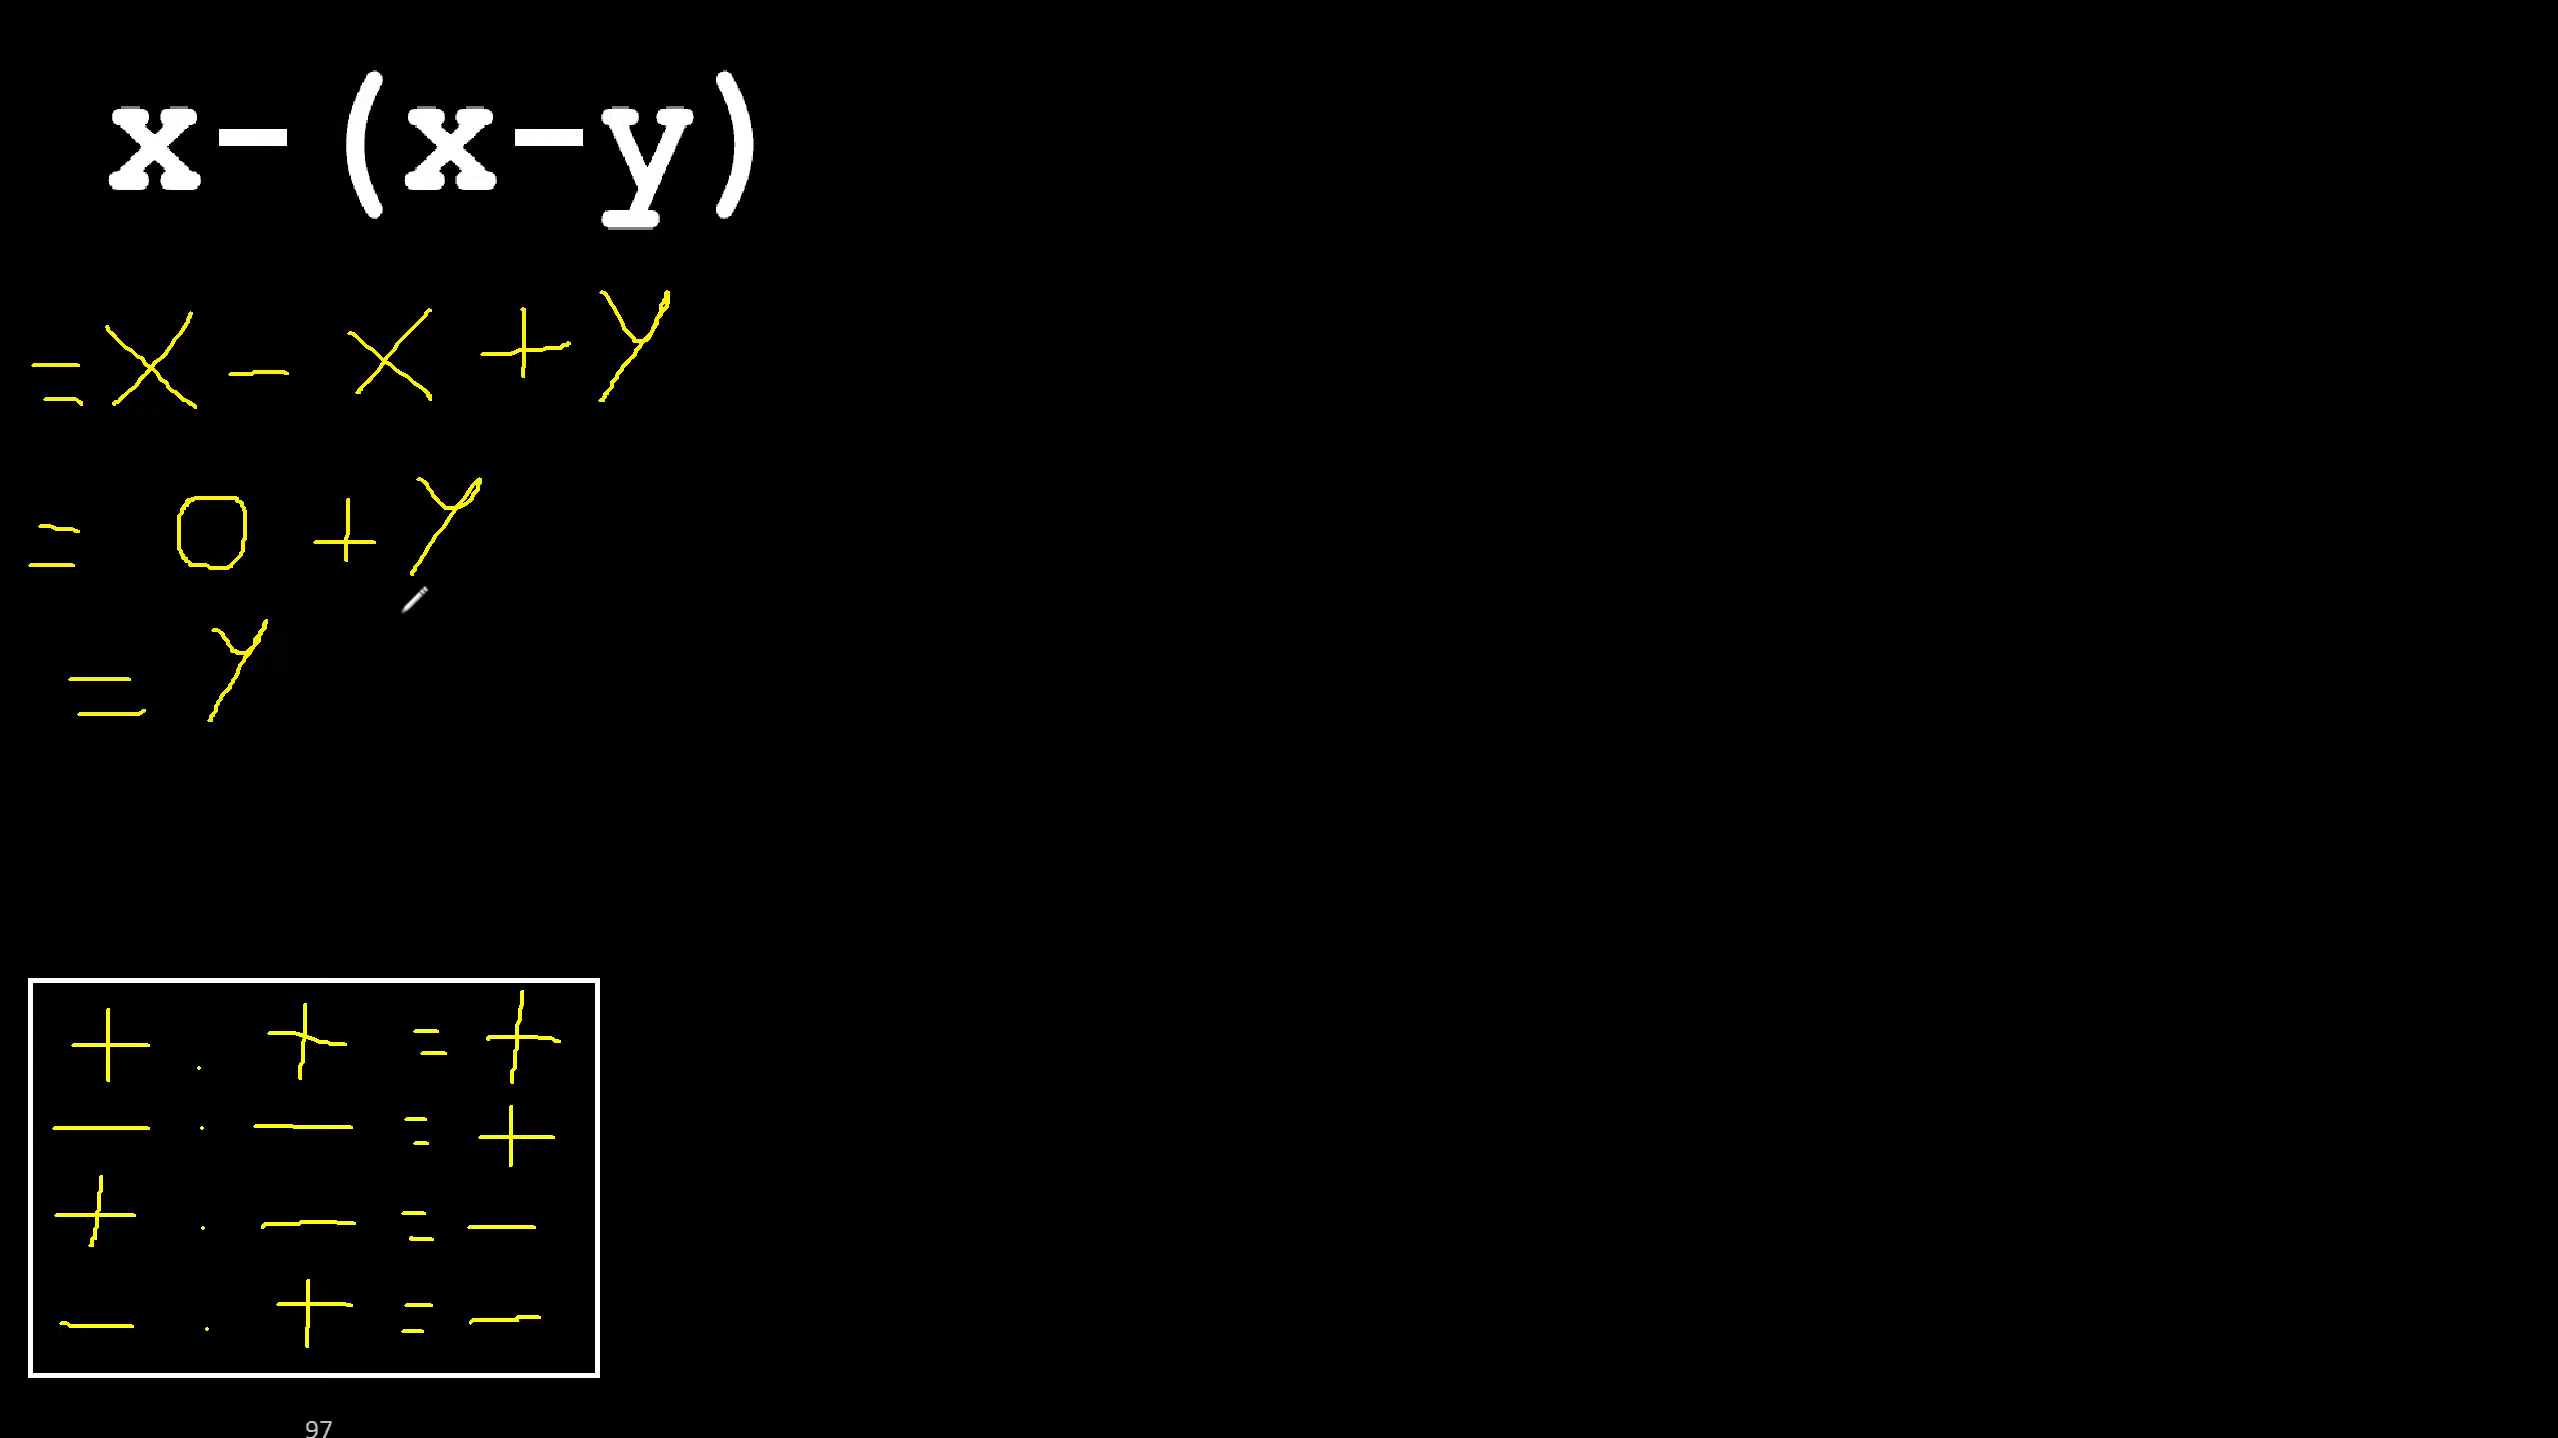 x-(x-y)
= x - x + y
= 0 + y
= y
+ . + = +
- . - = +
+ . - = -
- . + = -
97